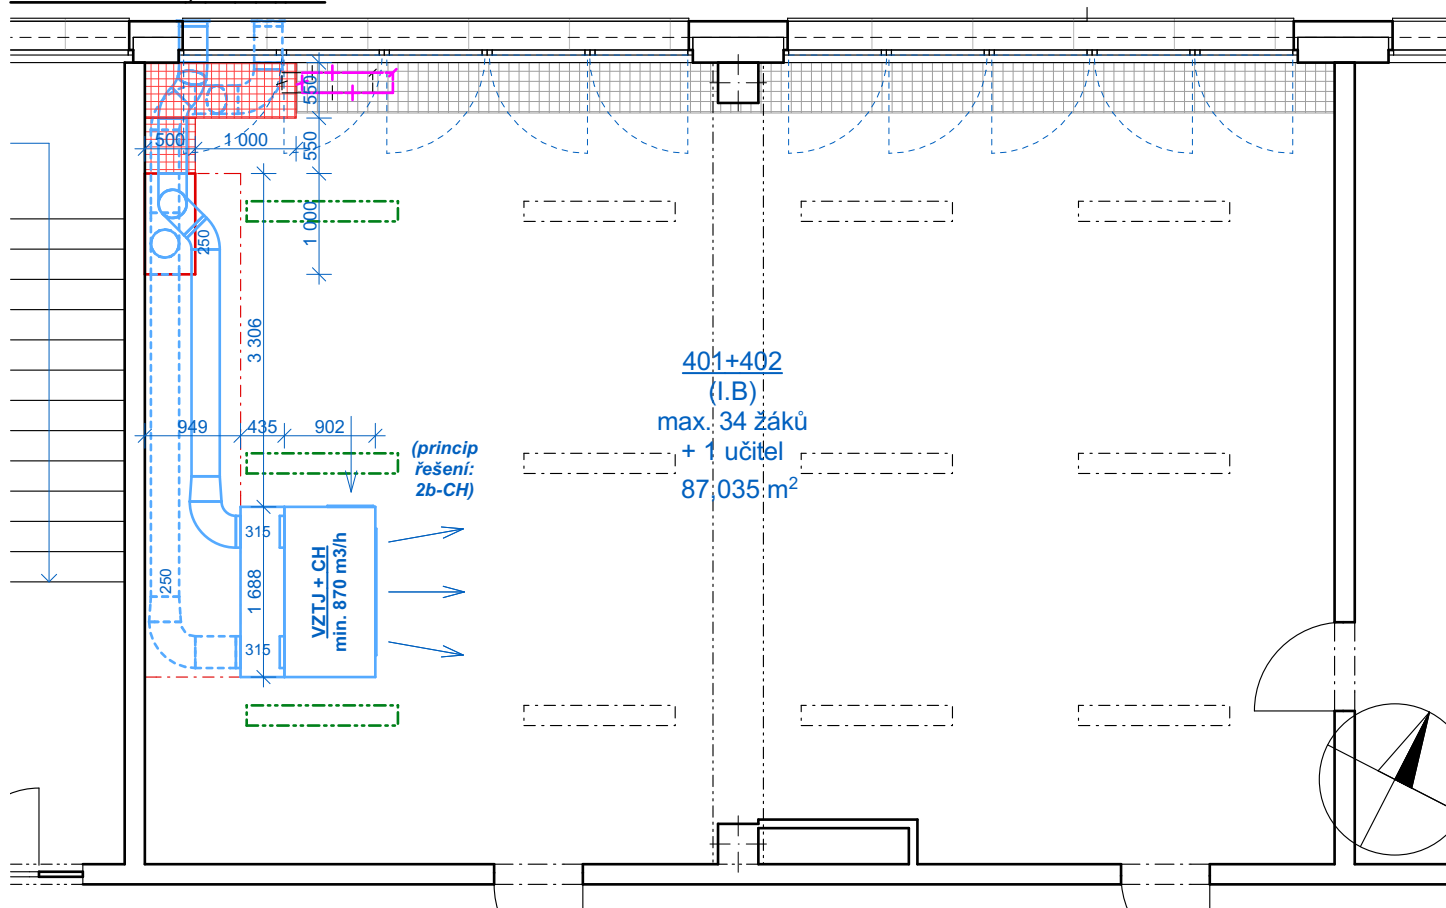 550
500
1 000
550
1 000
250
3 306
401+402
(I.B)
max. 34 žáků
+ 1 učitel
87,035 m²
949
435
902
(princip
řešení:
2b-CH)
315
VZTJ + CH
min. 870 m3/h
250
1 688
315